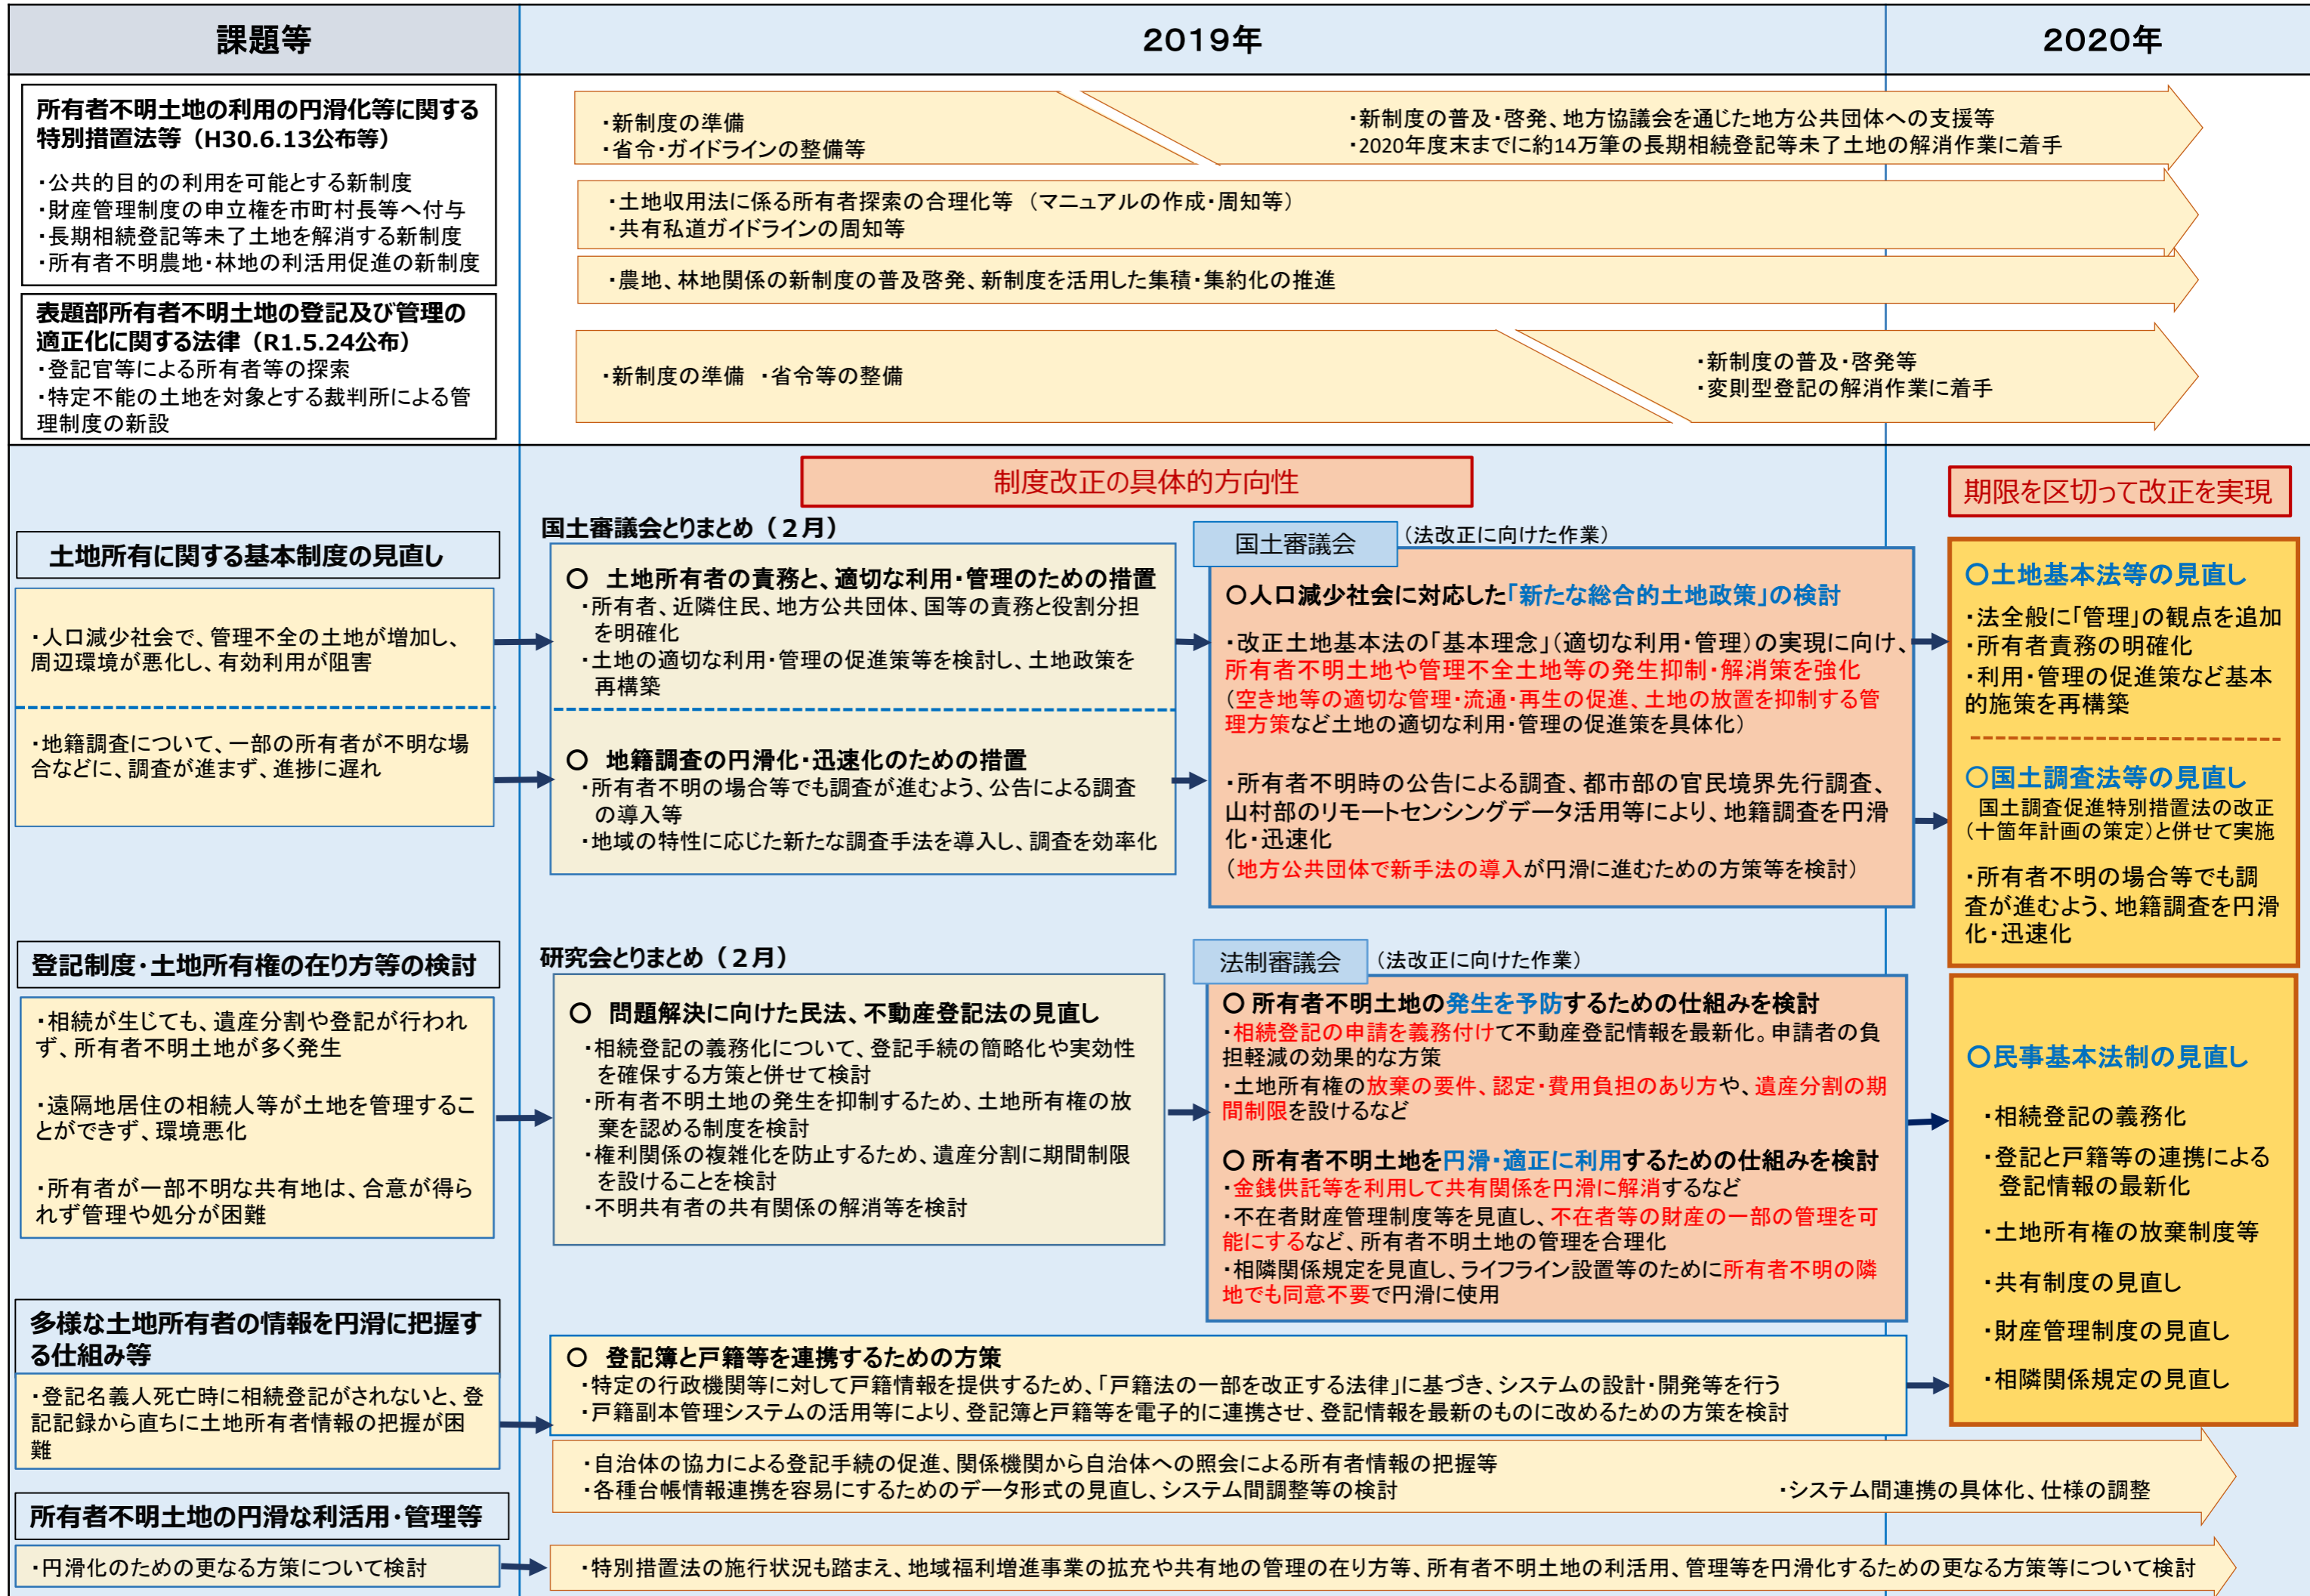 課題等
2019年
2020年
所有者不明土地の利用の円滑化等に関する
特別措置法等（H30.6.13公布等）
・公共的目的の利用を可能とする新制度
・財産管理制度の申立権を市町村長等へ付与
・長期相続登記等未了土地を解消する新制度
・所有者不明農地・林地の利活用促進の新制度
・新制度の準備
・省令・ガイドラインの整備等
・新制度の普及・啓発、地方協議会を通じた地方公共団体への支援等
・2020年度末までに約14万筆の長期相続登記等未了土地の解消作業に着手
・土地収用法に係る所有者探索の合理化等 （マニュアルの作成・周知等）
・共有私道ガイドラインの周知等
・農地、林地関係の新制度の普及啓発、新制度を活用した集積・集約化の推進
表題部所有者不明土地の登記及び管理の
適正化に関する法律（R1.5.24公布）
・登記官等による所有者等の探索
・特定不能の土地を対象とする裁判所による管
理制度の新設
・新制度の準備 ・省令等の整備
・新制度の普及・啓発等
・変則型登記の解消作業に着手
制度改正の具体的方向性
期限を区切って改正を実現
土地所有に関する基本制度の見直し
・人口減少社会で、管理不全の土地が増加し、
周辺環境が悪化し、有効利用が阻害
・地籍調査について、一部の所有者が不明な場
合などに、調査が進まず、進捗に遅れ
国土審議会とりまとめ（２月）
○ 土地所有者の責務と、適切な利用・管理のための措置
・所有者、近隣住民、地方公共団体、国等の責務と役割分担
を明確化
・土地の適切な利用・管理の促進策等を検討し、土地政策を
再構築
○ 地籍調査の円滑化・迅速化のための措置
・所有者不明の場合等でも調査が進むよう、公告による調査
の導入等
・地域の特性に応じた新たな調査手法を導入し、調査を効率化
国土審議会
（法改正に向けた作業）
○人口減少社会に対応した「新たな総合的土地政策」の検討
・改正土地基本法の「基本理念」（適切な利用・管理）の実現に向け、
所有者不明土地や管理不全土地等の発生抑制・解消策を強化
（空き地等の適切な管理・流通・再生の促進、土地の放置を抑制する管
理方策など土地の適切な利用・管理の促進策を具体化）
・所有者不明時の公告による調査、都市部の官民境界先行調査、
山村部のリモートセンシングデータ活用等により、地籍調査を円滑
化・迅速化
（地方公共団体で新手法の導入が円滑に進むための方策等を検討）
○土地基本法等の見直し
・法全般に「管理」の観点を追加
・所有者責務の明確化
・利用・管理の促進策など基本
的施策を再構築
○国土調査法等の見直し
国土調査促進特別措置法の改正
（十箇年計画の策定）と併せて実施
・所有者不明の場合等でも調
査が進むよう、地籍調査を円滑
化・迅速化
登記制度・土地所有権の在り方等の検討
・相続が生じても、遺産分割や登記が行われ
ず、所有者不明土地が多く発生
・遠隔地居住の相続人等が土地を管理するこ
とができず、環境悪化
・所有者が一部不明な共有地は、合意が得ら
れず管理や処分が困難
研究会とりまとめ（２月）
○ 問題解決に向けた民法、不動産登記法の見直し
・相続登記の義務化について、登記手続の簡略化や実効性
を確保する方策と併せて検討
・所有者不明土地の発生を抑制するため、土地所有権の放
棄を認める制度を検討
・権利関係の複雑化を防止するため、遺産分割に期間制限
を設けることを検討
・不明共有者の共有関係の解消等を検討
法制審議会
（法改正に向けた作業）
○ 所有者不明土地の発生を予防するための仕組みを検討
・相続登記の申請を義務付けて不動産登記情報を最新化。申請者の負
担軽減の効果的な方策
・土地所有権の放棄の要件、認定・費用負担のあり方や、遺産分割の期
間制限を設けるなど
○ 所有者不明土地を円滑・適正に利用するための仕組みを検討
・金銭供託等を利用して共有関係を円滑に解消するなど
・不在者財産管理制度等を見直し、不在者等の財産の一部の管理を可
能にするなど、所有者不明土地の管理を合理化
・相隣関係規定を見直し、ライフライン設置等のために所有者不明の隣
地でも同意不要で円滑に使用
○民事基本法制の見直し
・相続登記の義務化
・登記と戸籍等の連携による
登記情報の最新化
・土地所有権の放棄制度等
・共有制度の見直し
・財産管理制度の見直し
・相隣関係規定の見直し
多様な土地所有者の情報を円滑に把握す
る仕組み等
・登記名義人死亡時に相続登記がされないと、登
記記録から直ちに土地所有者情報の把握が困
難
○ 登記簿と戸籍等を連携するための方策
・特定の行政機関等に対して戸籍情報を提供するため、「戸籍法の一部を改正する法律」に基づき、システムの設計・開発等を行う
・戸籍副本管理システムの活用等により、登記簿と戸籍等を電子的に連携させ、登記情報を最新のものに改めるための方策を検討
・自治体の協力による登記手続の促進、関係機関から自治体への照会による所有者情報の把握等
・各種台帳情報連携を容易にするためのデータ形式の見直し、システム間調整等の検討
・システム間連携の具体化、仕様の調整
所有者不明土地の円滑な利活用・管理等
・円滑化のための更なる方策について検討
・特別措置法の施行状況も踏まえ、地域福利増進事業の拡充や共有地の管理の在り方等、所有者不明土地の利活用、管理等を円滑化するための更なる方策等について検討